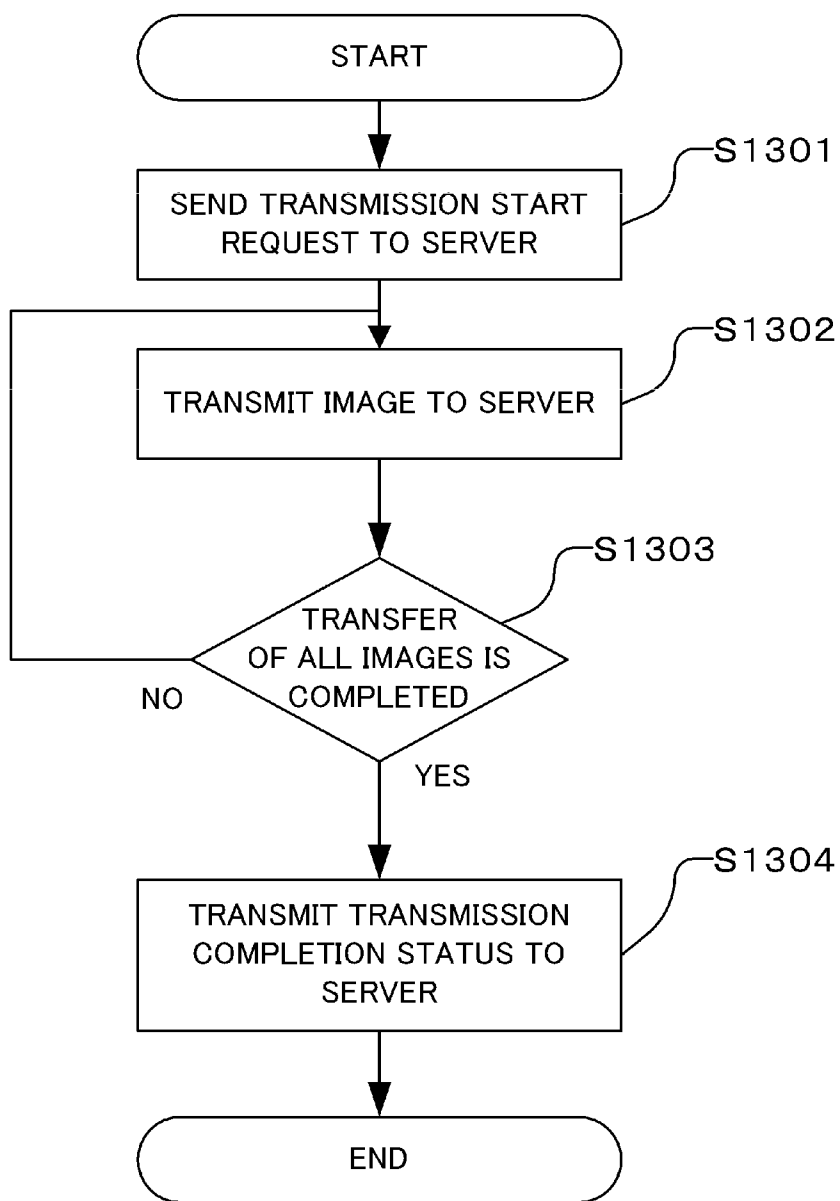 START
S1301
SEND TRANSMISSION START
REQUEST TO SERVER
S1302
TRANSMIT IMAGE TO SERVER
S1303
TRANSFER
OF ALL IMAGES IS
COMPLETED
NO
YES
S1304
TRANSMIT TRANSMISSION
COMPLETION STATUS TO
SERVER
END